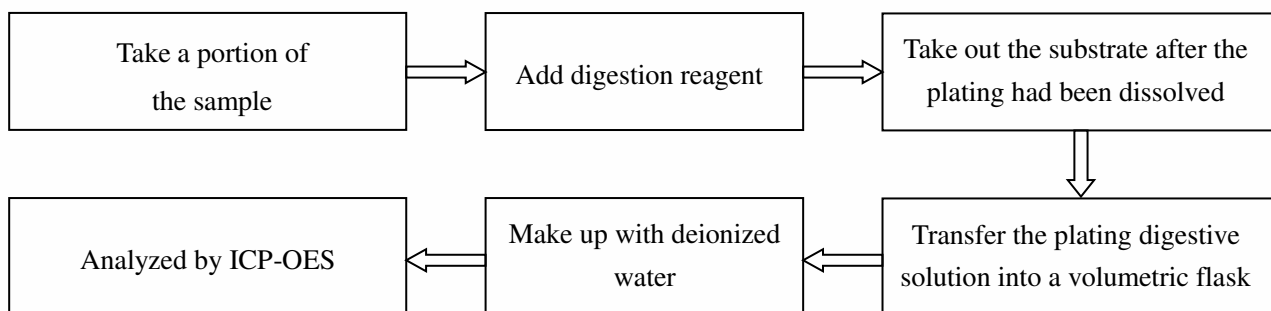 Take a portion of
the sample
Add digestion reagent
Take out the substrate after the
plating had been dissolved
Transfer the plating digestive
solution into a volumetric flask
Make up with deionized
water
Analyzed by ICP-OES